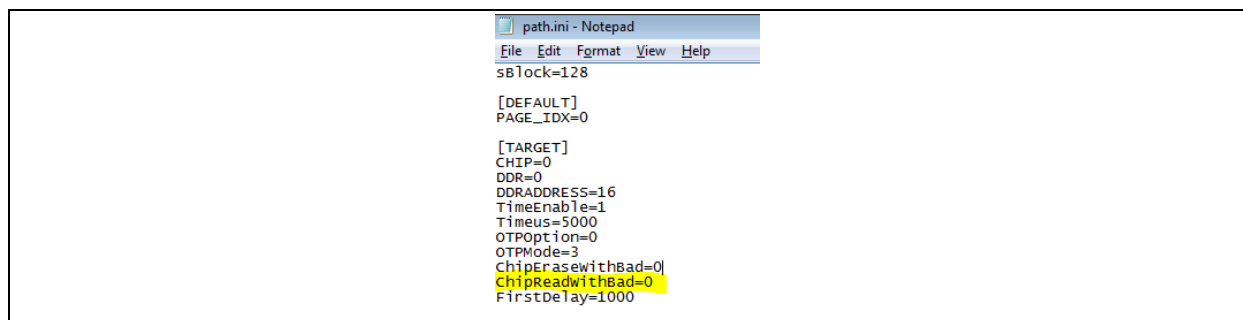 path.ini - Notepad
File Edit Format View Help
sBlock=128
[DEFAULT]
PAGE_IDX=0
[TARGET]
CHIP=0
DDR=0
DDRADDRESS=16
TimeEnable=1
Timeus=5000
OTPOption=0
OTPMode=3
ChipEraseWithBad=0
ChipReadWithBad=0
FirstDelay=1000